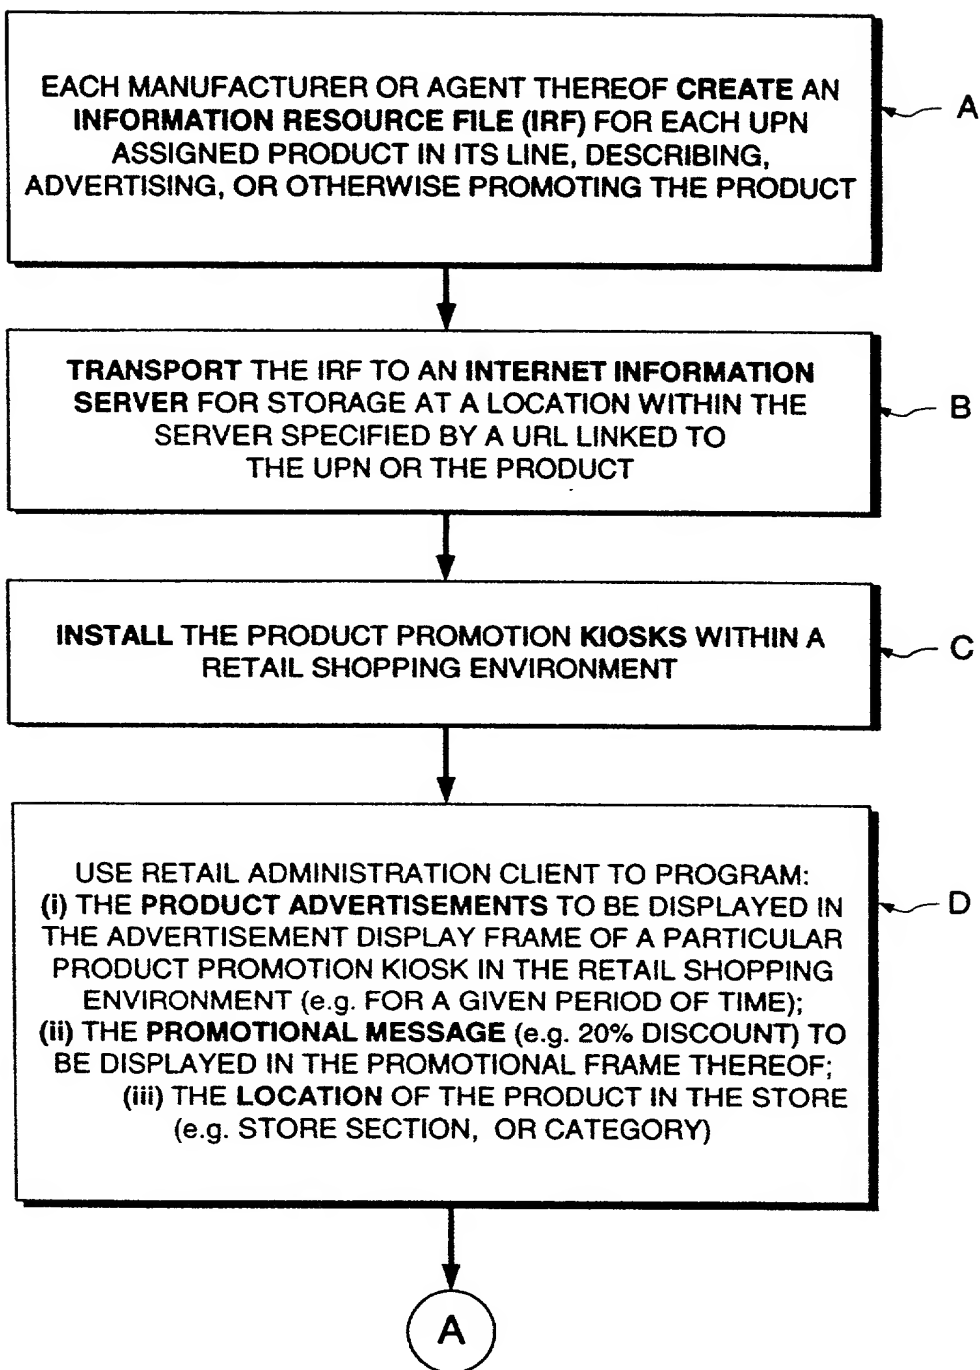 EACH MANUFACTURER OR AGENT THEREOF CREATE AN
INFORMATION RESOURCE FILE (IRF) FOR EACH UPN
ASSIGNED PRODUCT IN ITS LINE, DESCRIBING,
ADVERTISING, OR OTHERWISE PROMOTING THE PRODUCT
A
TRANSPORT THE IRF TO AN INTERNET INFORMATION
SERVER FOR STORAGE AT A LOCATION WITHIN THE
SERVER SPECIFIED BY A URL LINKED TO
THE UPN OR THE PRODUCT
B
INSTALL THE PRODUCT PROMOTION KIOSKS WITHIN A
RETAIL SHOPPING ENVIRONMENT
C
USE RETAIL ADMINISTRATION CLIENT TO PROGRAM:
(i) THE PRODUCT ADVERTISEMENTS TO BE DISPLAYED IN
THE ADVERTISEMENT DISPLAY FRAME OF A PARTICULAR
PRODUCT PROMOTION KIOSK IN THE RETAIL SHOPPING
ENVIRONMENT (e.g. FOR A GIVEN PERIOD OF TIME);
(ii) THE PROMOTIONAL MESSAGE (e.g. 20% DISCOUNT) TO
BE DISPLAYED IN THE PROMOTIONAL FRAME THEREOF;
(iii) THE LOCATION OF THE PRODUCT IN THE STORE
(e.g. STORE SECTION, OR CATEGORY)
D
A